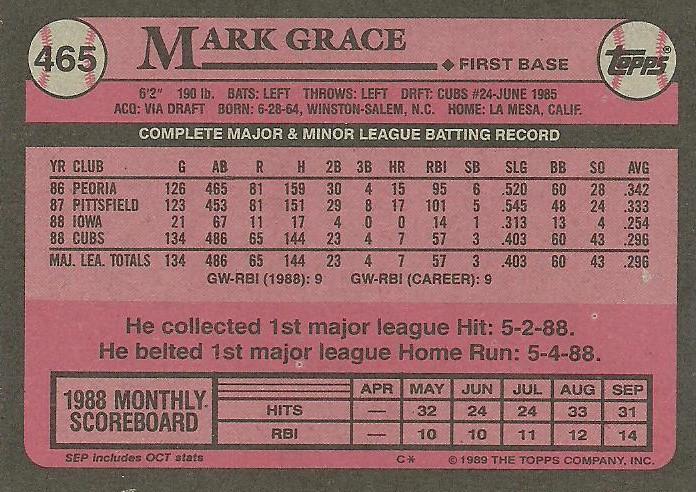 465
MARK GRACE
◆ FIRST BASE
Topps®
6'2" 190 lb. BATS: LEFT THROWS: LEFT DRFT: CUBS #24-JUNE 1985
ACQ: VIA DRAFT BORN: 6-28-64, WINSTON-SALEM, N.C. HOME: LA MESA, CALIF.
COMPLETE MAJOR & MINOR LEAGUE BATTING RECORD
YR CLUB G AB R H 2B 3B HR RBI SB SLG BB SO AVG
86 PEORIA 126 465 81 159 30 4 15 95 6 .520 60 28 .342
87 PITTSFIELD 123 453 81 151 29 8 17 101 5 .545 48 24 .333
88 IOWA 21 67 11 17 4 0 0 14 1 .313 13 4 .254
88 CUBS 134 486 65 144 23 4 7 57 3 .403 60 43 .296
MAJ. LEA. TOTALS 134 486 65 144 23 4 7 57 3 .403 60 43 .296
GW-RBI (1988): 9 GW-RBI (CAREER): 9
He collected 1st major league Hit: 5-2-88.
He belted 1st major league Home Run: 5-4-88.
1988 MONTHLY SCOREBOARD
APR MAY JUN JUL AUG SEP
HITS — 32 24 24 33 31
RBI — 10 10 11 12 14
SEP includes OCT stats
C* © 1989 THE TOPPS COMPANY, INC.